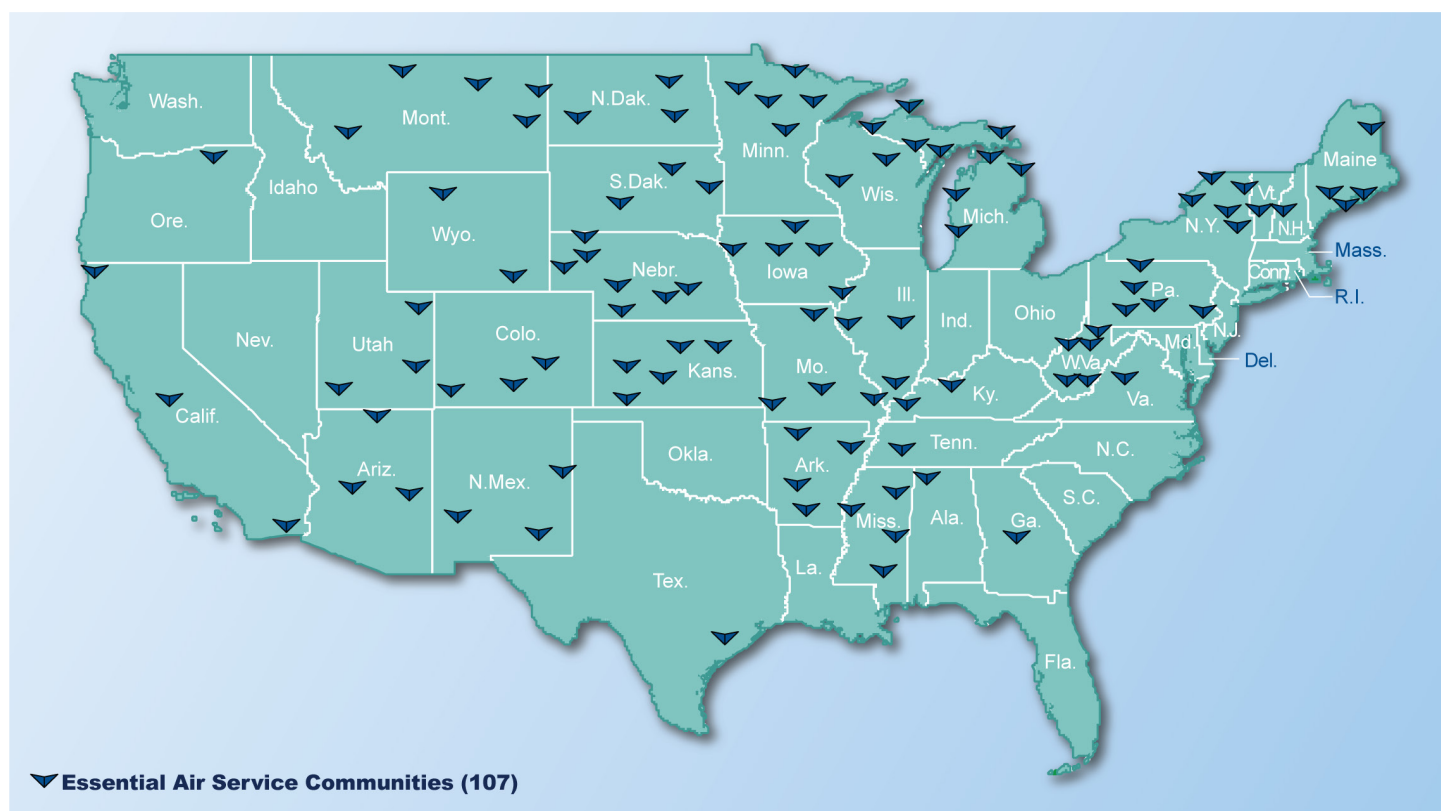 Wash.
Mont.
N.Dak.
Minn.
Maine
Ore.
Idaho
S.Dak.
Wis.
Mich.
Vt.
N.Y.
N.H.
Wyo.
Mass.
Nebr.
Iowa
Conn.
R.I.
Nev.
Utah
Colo.
Ill.
Ind.
Ohio
Pa.
N.J.
Md.
Del.
Calif.
Kans.
Mo.
Ky.
W.Va.
Va.
Ariz.
N.Mex.
Okla.
Ark.
Tenn.
N.C.
S.C.
Tex.
La.
Miss.
Ala.
Ga.
Fla.
Essential Air Service Communities (107)